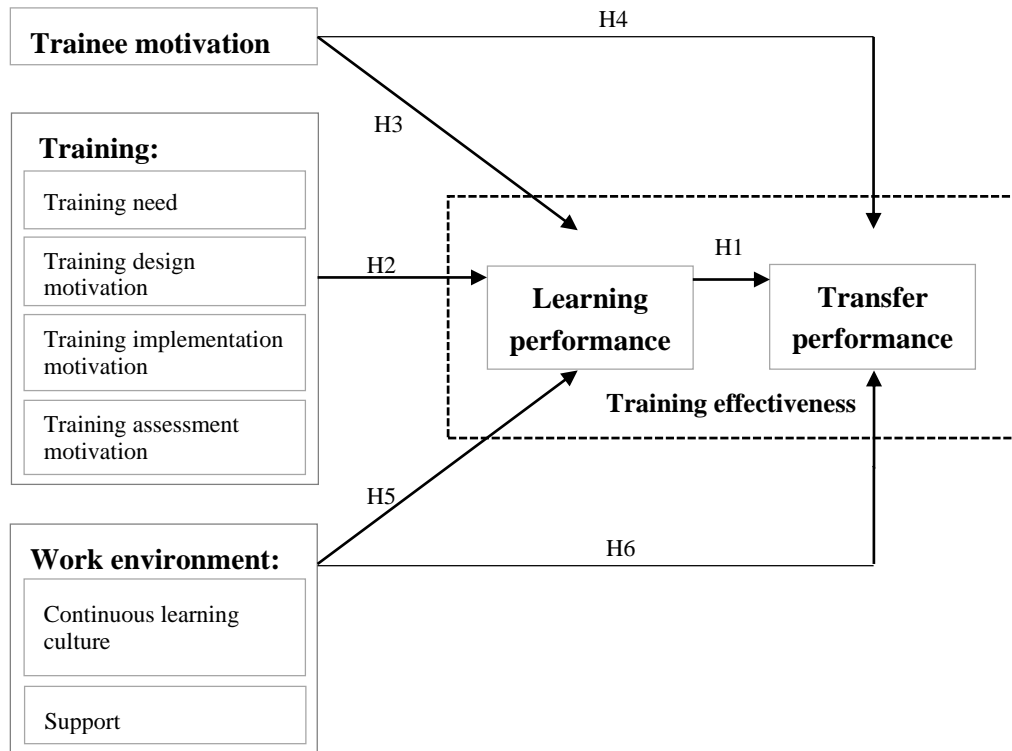 Trainee motivation
H4
H3
Training:
Training need
Training design
motivation
Training implementation
motivation
Training assessment
motivation
H2
H1
Learning
performance
Transfer
performance
Training effectiveness
H5
H6
Work environment:
Continuous learning
culture
Support